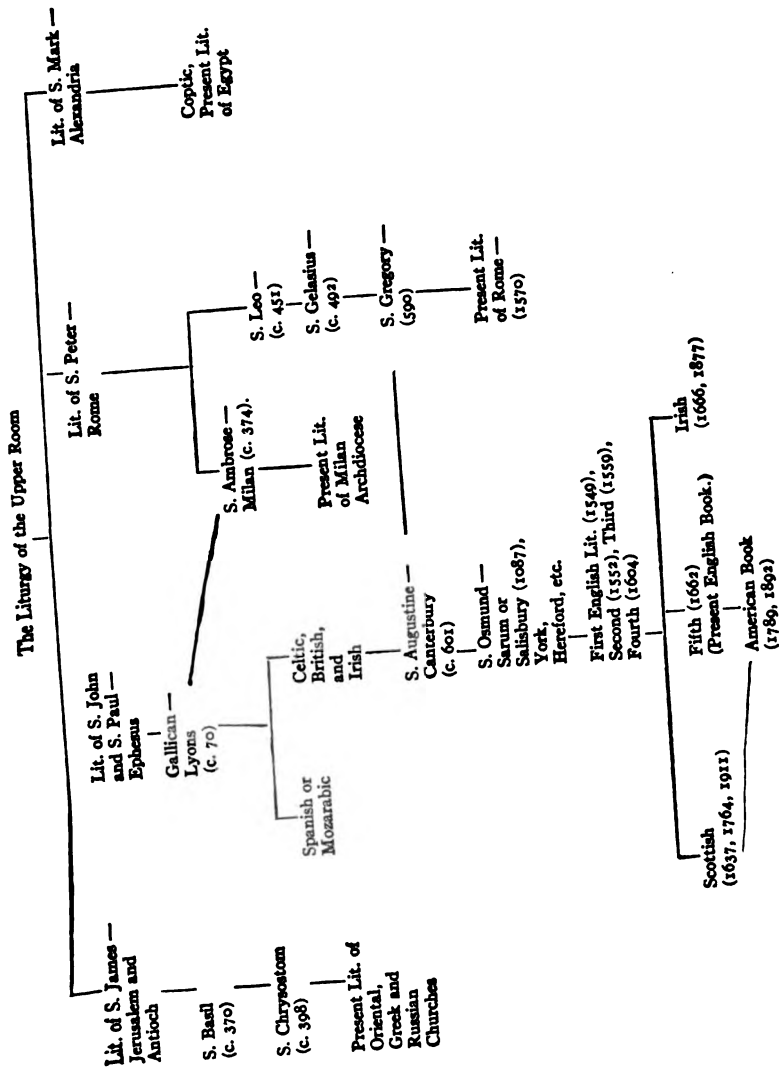 The Liturgy of the Upper Room
Lit. of S. James —
Jerusalem and
Antioch
S. Basil
(c. 370)
S. Chrysostom
(c. 398)
Present Lit. of
Oriental,
Greek and
Russian
Churches
Lit. of S. John
and S. Paul —
Ephesus
Gallican —
Lyons
(c. 70)
Spanish or
Mozarabic
Celtic,
British,
and
Irish
S. Augustine —
Canterbury
(c. 601)
S. Osmund —
Sarum or
Salisbury (1087),
York,
Hereford, etc.
First English Lit. (1549),
Second (1552), Third (1559),
Fourth (1604)
Scottish
(1637, 1764, 1911)
Fifth (1662)
(Present English Book.)
American Book
(1789, 1892)
Irish
(1666, 1877)
Lit. of S. Peter —
Rome
S. Ambrose —
Milan (c. 374).
Present Lit.
of Milan
Archdiocese
S. Leo —
(c. 451)
S. Gelasius —
(c. 492)
S. Gregory —
(590)
Present Lit.
of Rome —
(1570)
Lit. of S. Mark —
Alexandria
Coptic,
Present Lit.
of Egypt